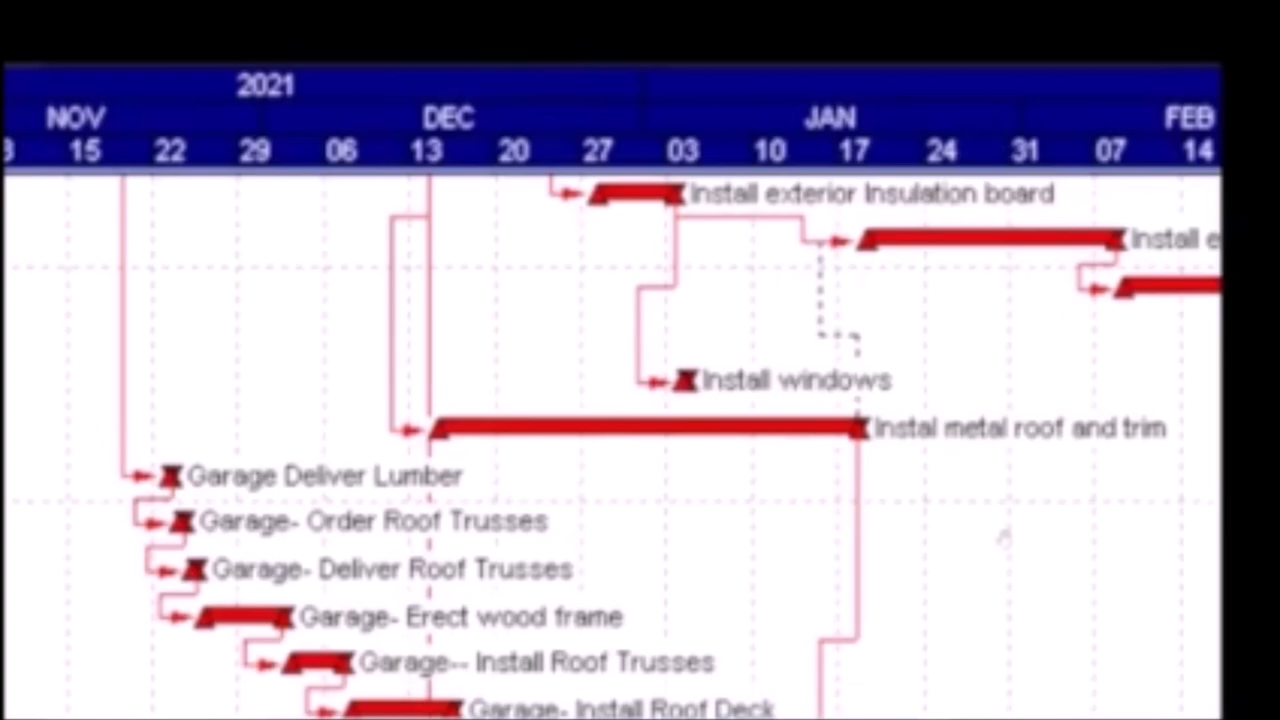 2021
NOV DEC JAN FEB
15 22 29 06 13 20 27 03 10 17 24 31 07 14
Install exterior Insulation board
Install
Install windows
Instal metal roof and trim
Garage Deliver Lumber
Garage- Order Roof Trusses
Garage- Deliver Roof Trusses
Garage- Erect wood frame
Garage-- Install Roof Trusses
Garage- Install Roof Deck